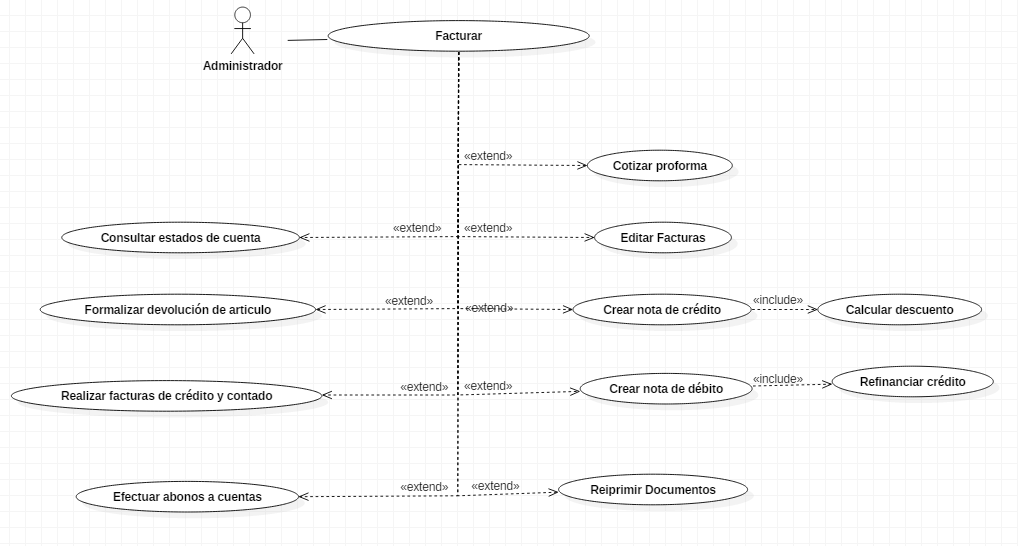 Facturar
Administrador
«extend»
Cotizar proforma
«extend» «extend»
Consultar estados de cuenta
Editar Facturas
«extend» «extend» «include»
Formalizar devolución de articulo
Crear nota de crédito
Calcular descuento
«extend» «extend» «include»
Realizar facturas de crédito y contado
Crear nota de débito
Refinanciar crédito
«extend» «extend»
Efectuar abonos a cuentas
Reiprimir Documentos